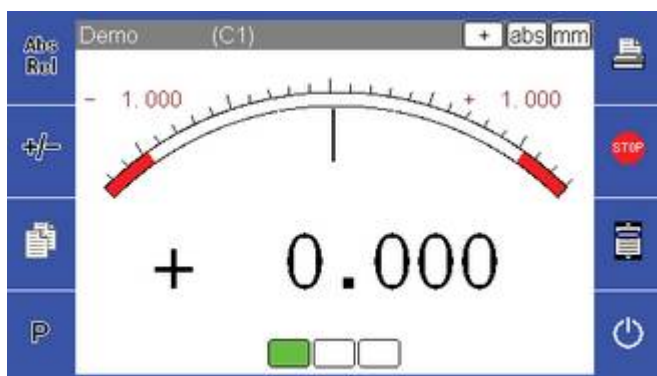 Abs
Rel
Demo (C1) + abs mm
- 1.000 + 1.000
+/-
STOP
+ 0.000
P